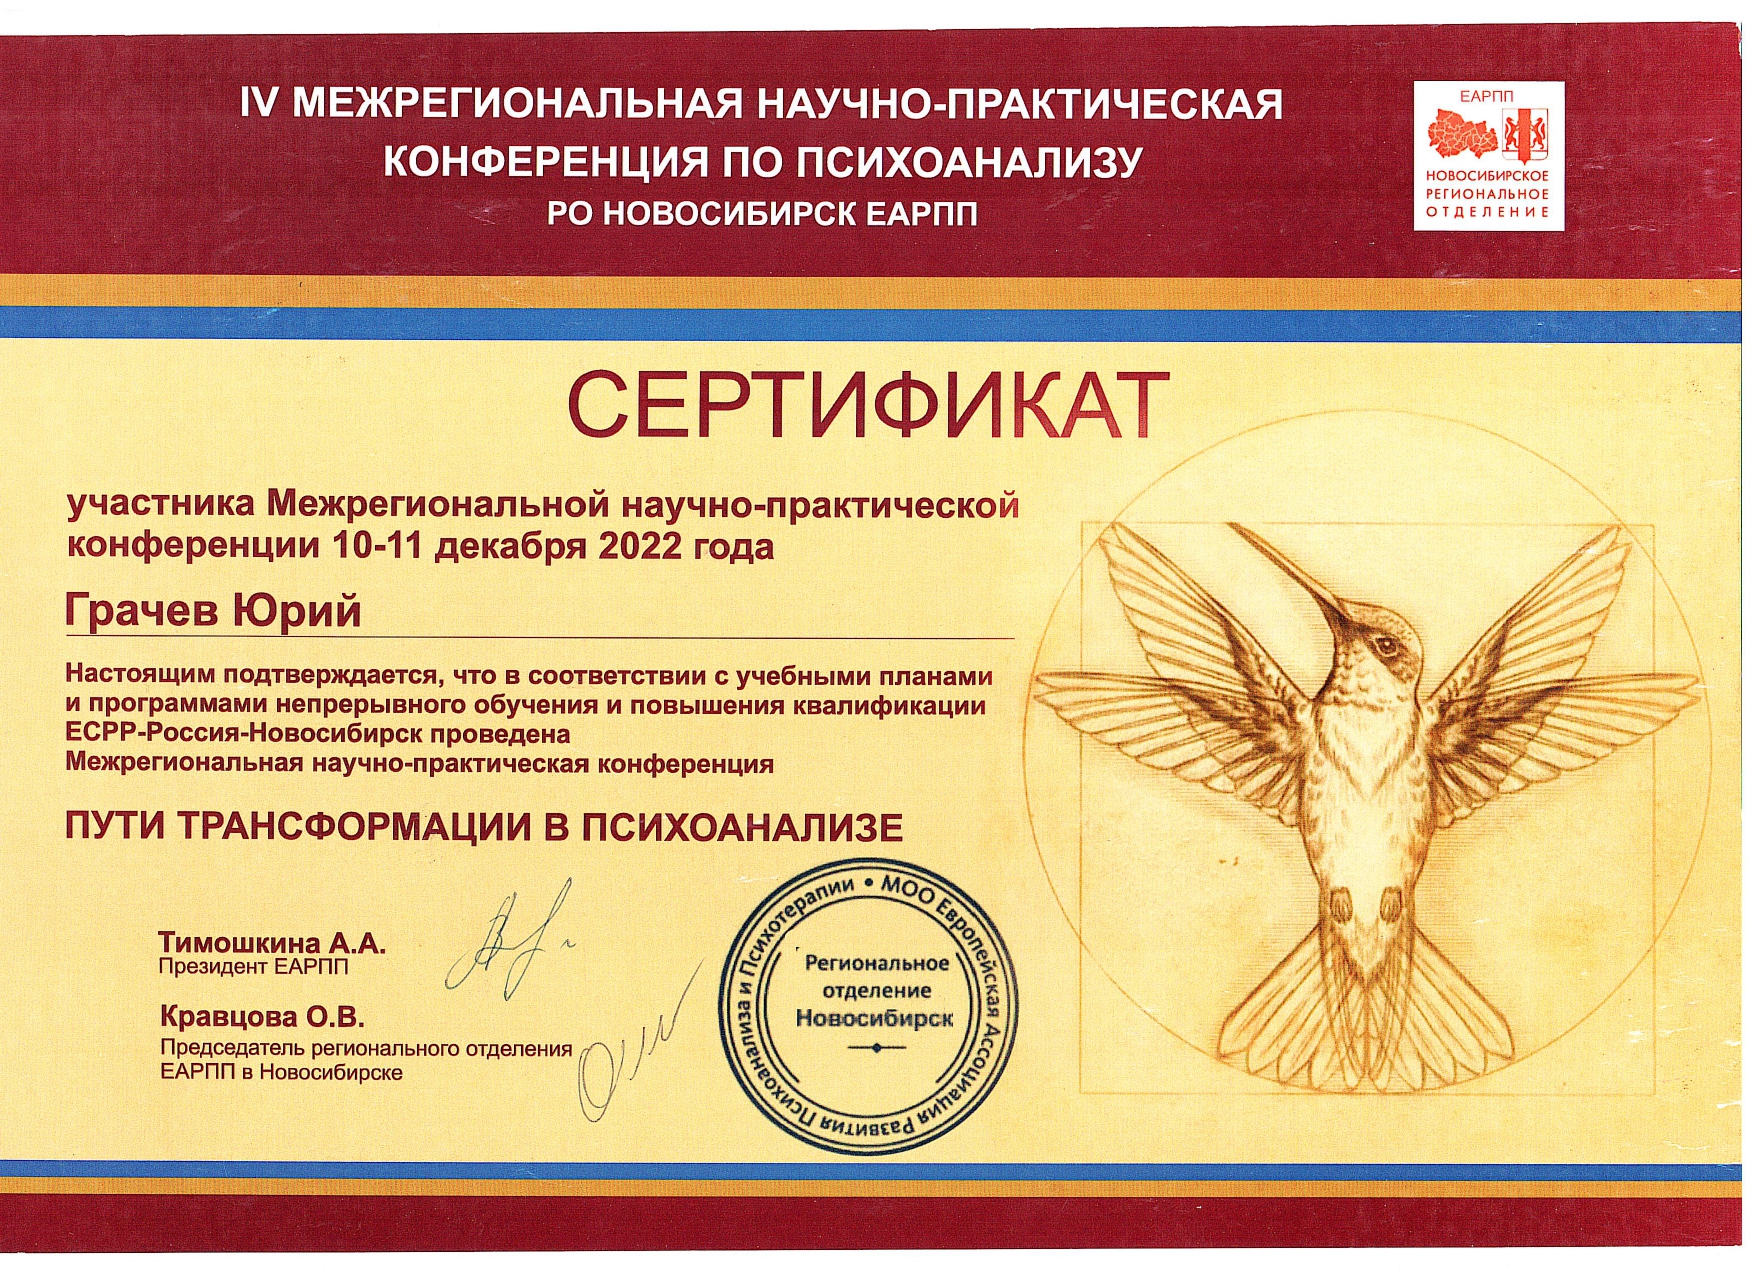 IV МЕЖРЕГИОНАЛЬНАЯ НАУЧНО-ПРАКТИЧЕСКАЯ
КОНФЕРЕНЦИЯ ПО ПСИХОАНАЛИЗУ
РО НОВОСИБИРСК ЕАРПП
ЕАРПП
НОВОСИБИРСКОЕ
РЕГИОНАЛЬНОЕ
ОТДЕЛЕНИЕ
СЕРТИФИКАТ
участника Межрегиональной научно-практической
конференции 10-11 декабря 2022 года
Грачев Юрий
Настоящим подтверждается, что в соответствии с учебными планами
и программами непрерывного обучения и повышения квалификации
ЕСРР-Россия-Новосибирск проведена
Межрегиональная научно-практическая конференция
ПУТИ ТРАНСФОРМАЦИИ В ПСИХОАНАЛИЗЕ
Тимошкина А.А.
Президент ЕАРПП
Кравцова О.В.
Председатель регионального отделения
ЕАРПП в Новосибирске
МОО Европейская Ассоциация Развития Психоанализа и Психотерапии •
Региональное
отделение
Новосибирск